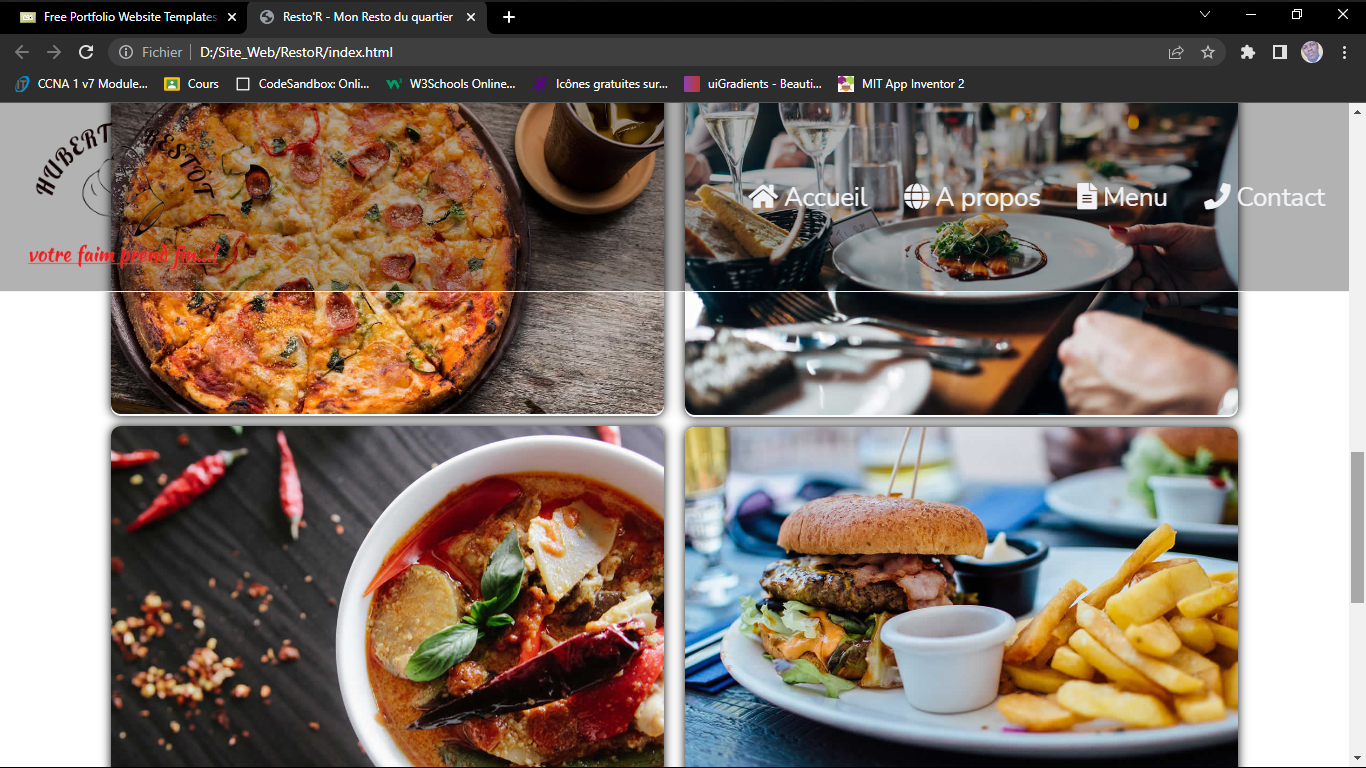 Free Portfolio Website Templates
Resto'R - Mon Resto du quartier
Fichier
D:/Site_Web/RestoR/index.html
CCNA 1 v7 Module...
Cours
CodeSandbox: Onli...
W3Schools Online...
Icônes gratuites sur...
uiGradients - Beauti...
MIT App Inventor 2
HUBERT RESTOT
Accueil
A propos
Menu
Contact
votre faim prend fin...!